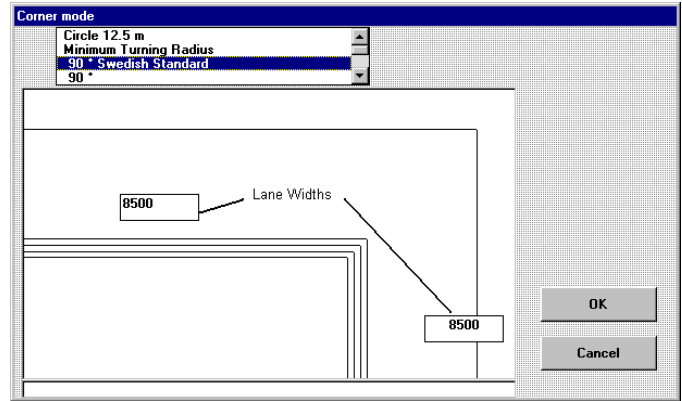 Corner mode
Circle 12.5 m
Minimum Turning Radius
90 ° Swedish Standard
90 °
8500
Lane Widths
8500
OK
Cancel